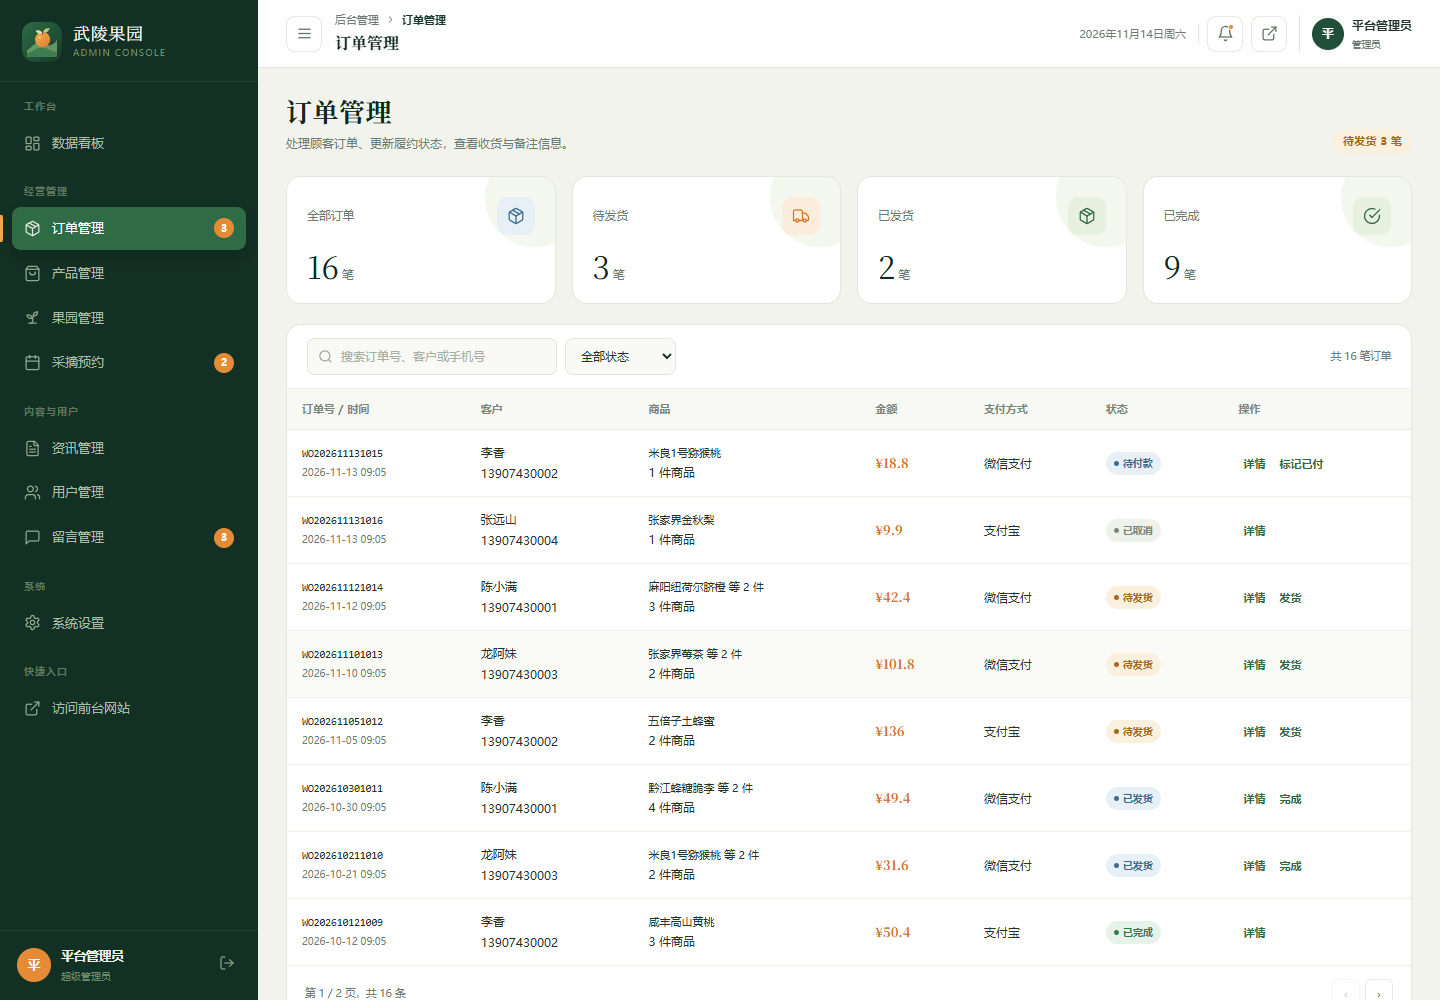 武陵果园
ADMIN CONSOLE
工作台
数据看板
经营管理
订单管理 3
产品管理
果园管理
采摘预约 2
内容与用户
资讯管理
用户管理
留言管理 3
系统
系统设置
快捷入口
访问前台网站
平 平台管理员
超级管理员
后台管理 › 订单管理
订单管理
2026年11月14日周六
平 平台管理员
管理员
订单管理
处理顾客订单、更新履约状态，查看收货与备注信息。
待发货 3 笔
全部订单
16 笔
待发货
3 笔
已发货
2 笔
已完成
9 笔
搜索订单号、客户或手机号 全部状态 共 16 笔订单
订单号 / 时间 客户 商品 金额 支付方式 状态 操作
WO202611131015 李香 米良1号猕猴桃
2026-11-13 09:05 13907430002 1 件商品 ¥18.8 微信支付 待付款 详情 标记已付
WO202611131016 张远山 张家界金秋梨
2026-11-13 09:05 13907430004 1 件商品 ¥9.9 支付宝 已取消 详情
WO202611121014 陈小满 麻阳纽荷尔脐橙 等 2 件
2026-11-12 09:05 13907430001 3 件商品 ¥42.4 微信支付 待发货 详情 发货
WO202611101013 龙阿妹 张家界莓茶 等 2 件
2026-11-10 09:05 13907430003 2 件商品 ¥101.8 微信支付 待发货 详情 发货
WO202611051012 李香 五倍子土蜂蜜
2026-11-05 09:05 13907430002 2 件商品 ¥136 支付宝 待发货 详情 发货
WO202610301011 陈小满 黔江蜂糖脆李 等 2 件
2026-10-30 09:05 13907430001 4 件商品 ¥49.4 微信支付 已发货 详情 完成
WO202610211010 龙阿妹 米良1号猕猴桃 等 2 件
2026-10-21 09:05 13907430003 2 件商品 ¥31.6 微信支付 已发货 详情 完成
WO202610121009 李香 咸丰高山黄桃
2026-10-12 09:05 13907430002 3 件商品 ¥50.4 支付宝 已完成 详情
第 1 / 2 页，共 16 条 ‹ ›